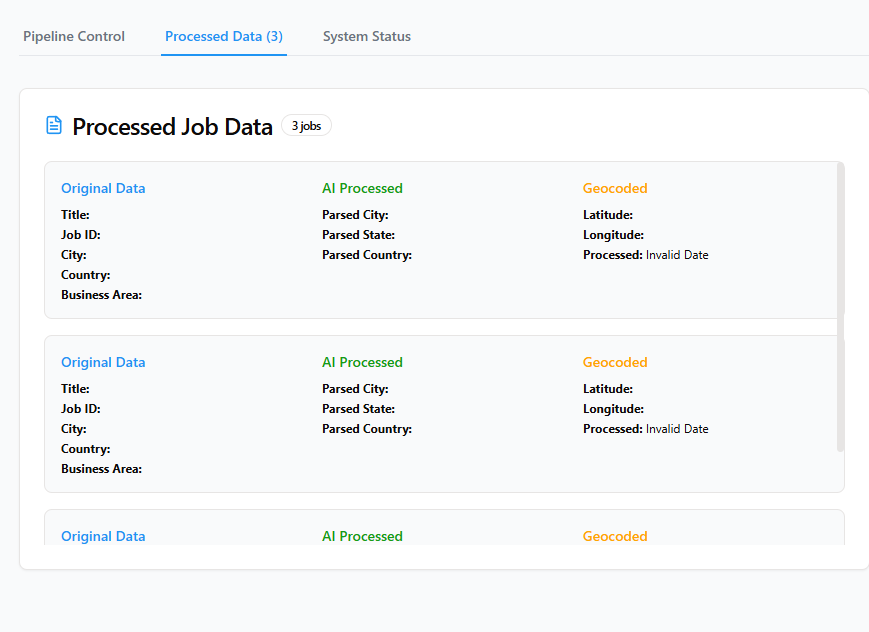 Pipeline Control
Processed Data (3)
System Status
Processed Job Data
3 jobs
Original Data
Title:
Job ID:
City:
Country:
Business Area:
AI Processed
Parsed City:
Parsed State:
Parsed Country:
Geocoded
Latitude:
Longitude:
Processed: Invalid Date
Original Data
Title:
Job ID:
City:
Country:
Business Area:
AI Processed
Parsed City:
Parsed State:
Parsed Country:
Geocoded
Latitude:
Longitude:
Processed: Invalid Date
Original Data
AI Processed
Geocoded